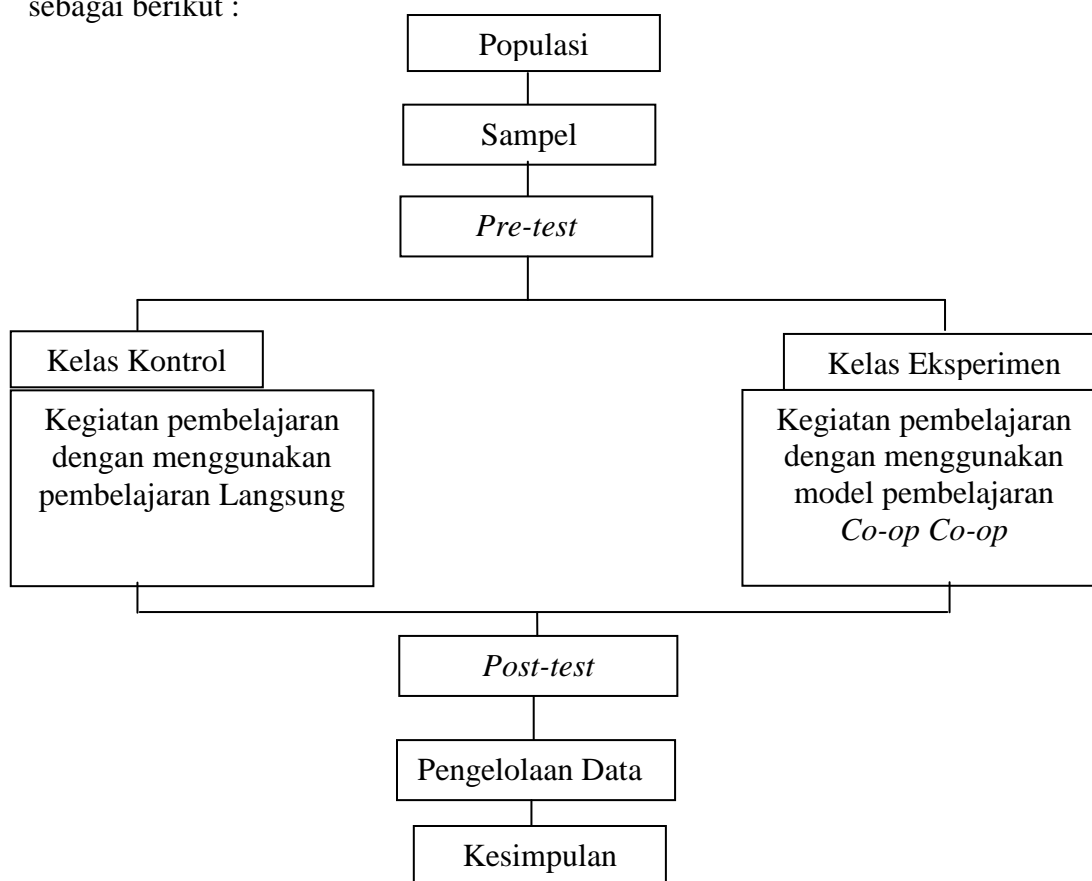 sebagai berikut :
Populasi
Sampel
Pre-test
Kelas Kontrol
Kegiatan pembelajaran
dengan menggunakan
pembelajaran Langsung
Kelas Eksperimen
Kegiatan pembelajaran
dengan menggunakan
model pembelajaran
Co-op Co-op
Post-test
Pengelolaan Data
Kesimpulan